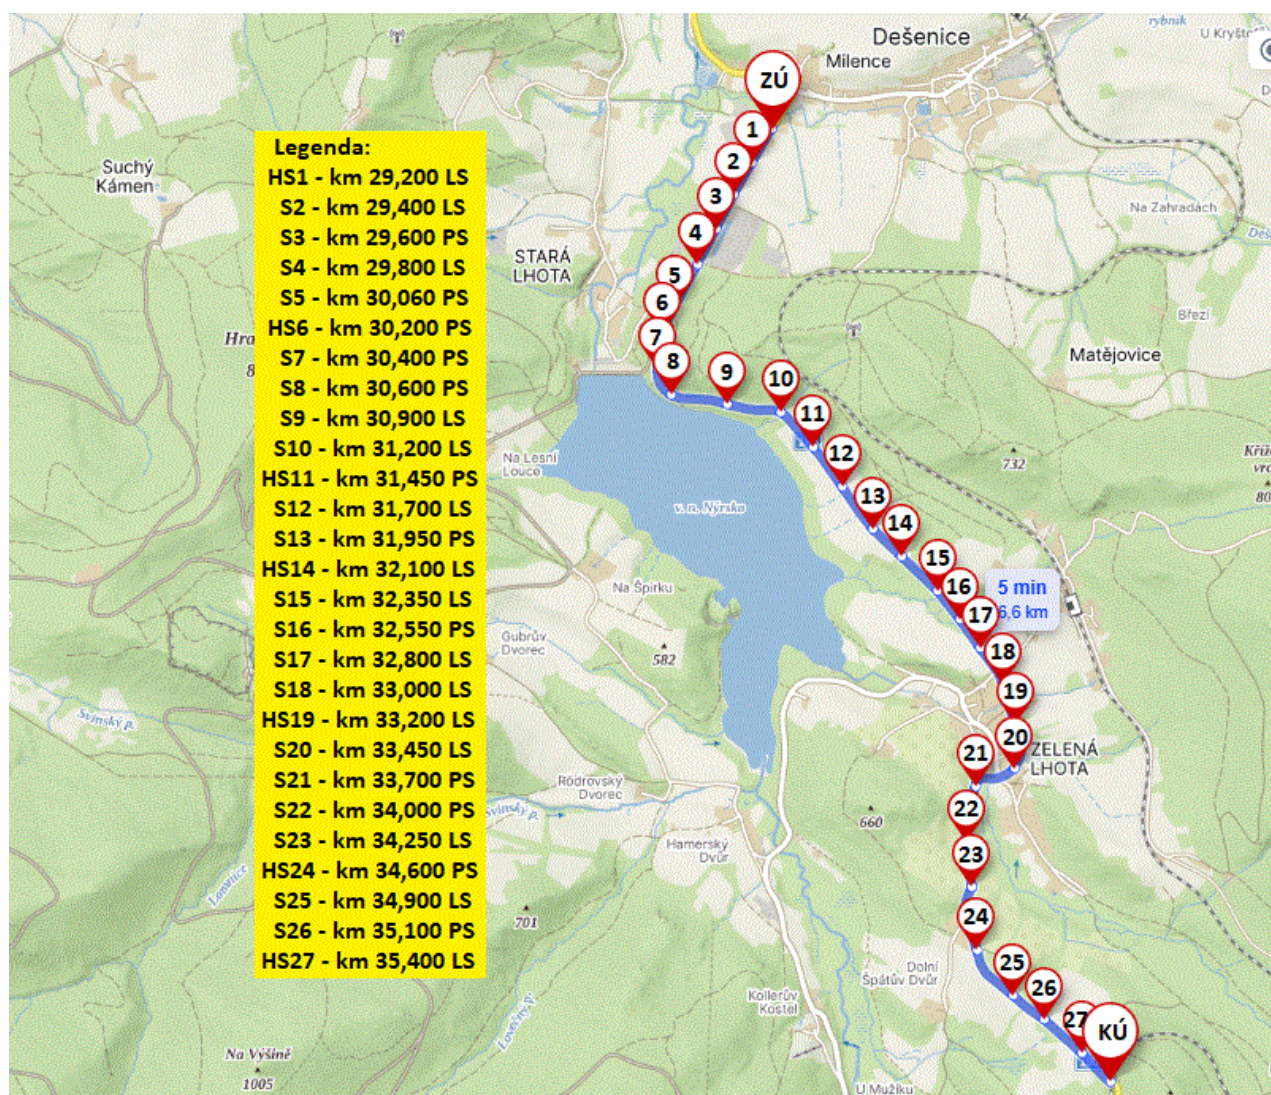 rybník
U Kryštof
Dešenice
Milence
ZÚ
1
Legenda:
HS1 - km 29,200 LS
S2 - km 29,400 LS
S3 - km 29,600 PS
S4 - km 29,800 LS
S5 - km 30,060 PS
HS6 - km 30,200 PS
S7 - km 30,400 PS
S8 - km 30,600 PS
S9 - km 30,900 LS
S10 - km 31,200 LS
HS11 - km 31,450 PS
S12 - km 31,700 LS
S13 - km 31,950 PS
HS14 - km 32,100 LS
S15 - km 32,350 LS
S16 - km 32,550 PS
S17 - km 32,800 LS
S18 - km 33,000 LS
HS19 - km 33,200 LS
S20 - km 33,450 LS
S21 - km 33,700 PS
S22 - km 34,000 PS
S23 - km 34,250 LS
HS24 - km 34,600 PS
S25 - km 34,900 LS
S26 - km 35,100 PS
HS27 - km 35,400 LS
Suchý
Kámen
2
3
Na Zahradách
4
STARÁ
LHOTA
5
6
Březí
7
Hra
Matějovice
8
9
10
11
Na Lesní
Louce
12
732
13
v. n. Nýrsko
14
15
Na Špirku
16
5 min
6,6 km
17
Gubrův
Dvorec
582
18
19
Svinský p.
20
ZELENÁ
LHOTA
21
Rödrovský
Dvorec
22
Svinský p.
660
Hamerský
Dvůr
23
Lomnice
24
701
25
Dolní
Špátův Dvůr
26
Kollerův
Kostel
27
KÚ
Lovečný p.
Na Výšině
1005
U Mužíku